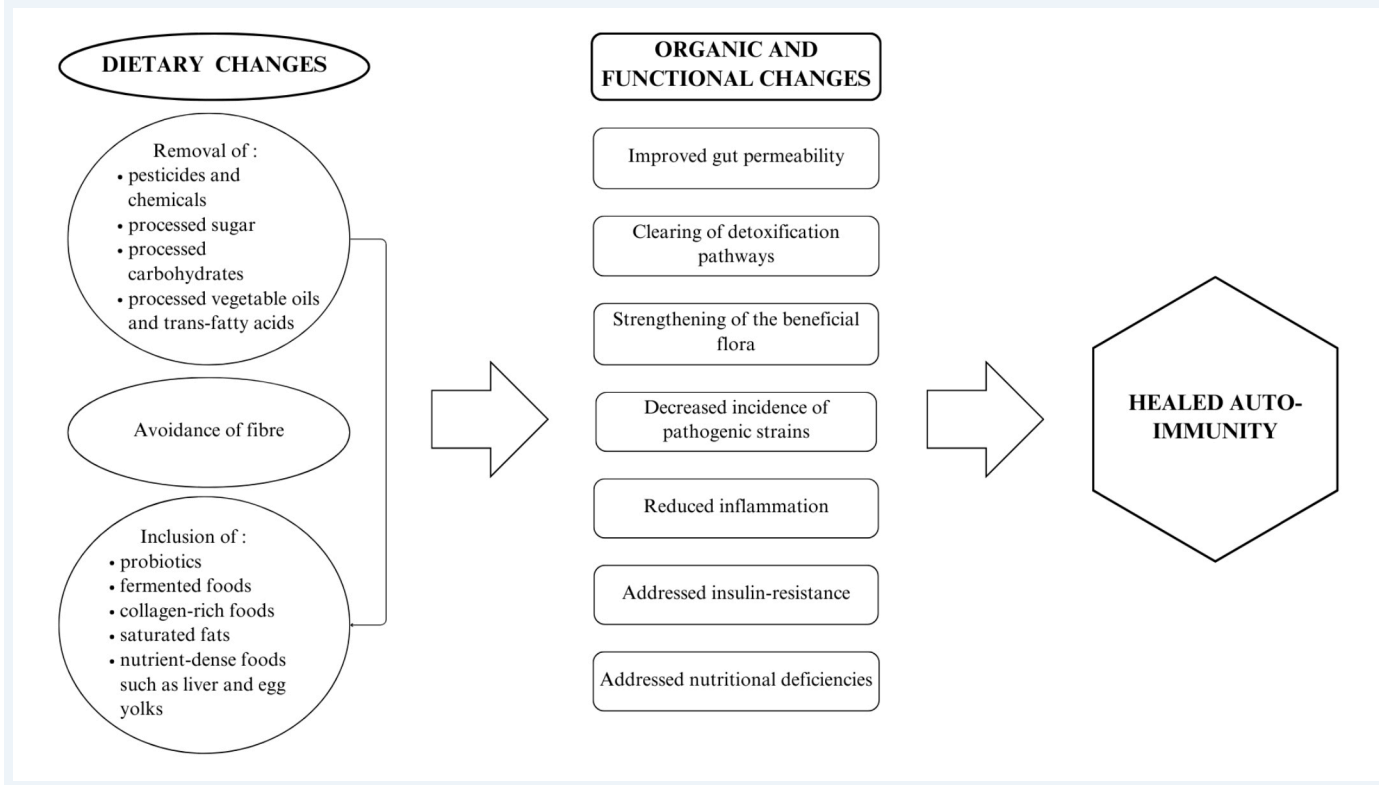 DIETARY CHANGES
Removal of :
• pesticides and
chemicals
• processed sugar
• processed
carbohydrates
• processed vegetable oils
and trans-fatty acids
Avoidance of fibre
Inclusion of :
• probiotics
• fermented foods
• collagen-rich foods
• saturated fats
• nutrient-dense foods
such as liver and egg
yolks
ORGANIC AND
FUNCTIONAL CHANGES
Improved gut permeability
Clearing of detoxification
pathways
Strengthening of the beneficial
flora
Decreased incidence of
pathogenic strains
Reduced inflammation
Addressed insulin-resistance
Addressed nutritional deficiencies
HEALED AUTO-
IMMUNITY